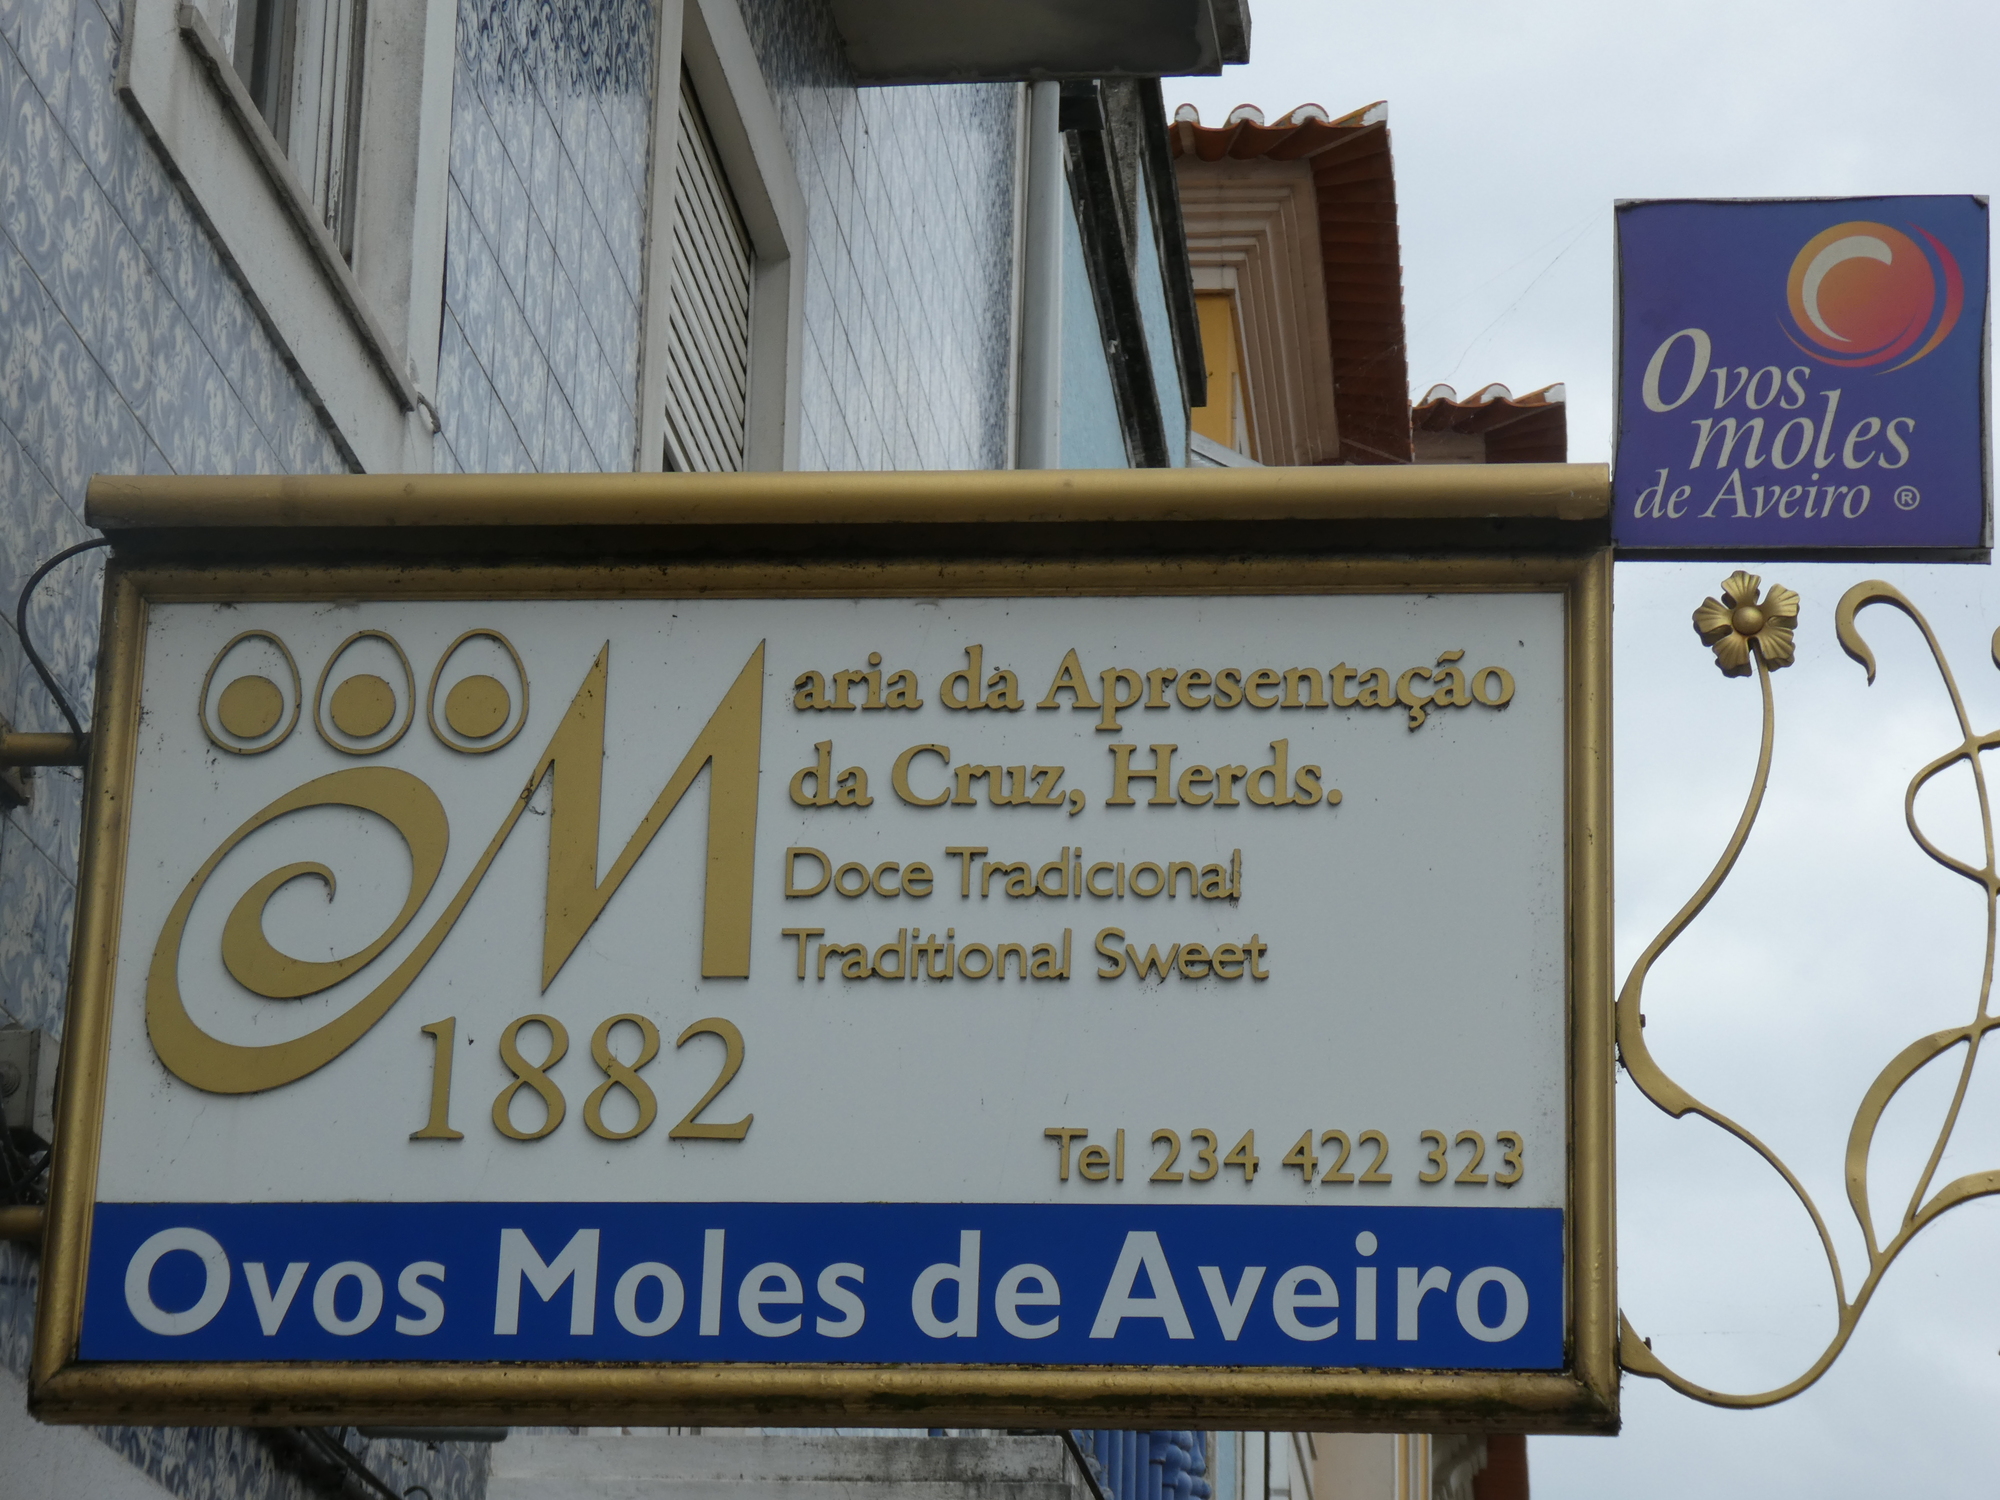 Ovos
moles
de Aveiro ®
Maria da Apresentação
da Cruz, Herds.
Doce Tradicional
Traditional Sweet
1882
Tel 234 422 323
Ovos Moles de Aveiro